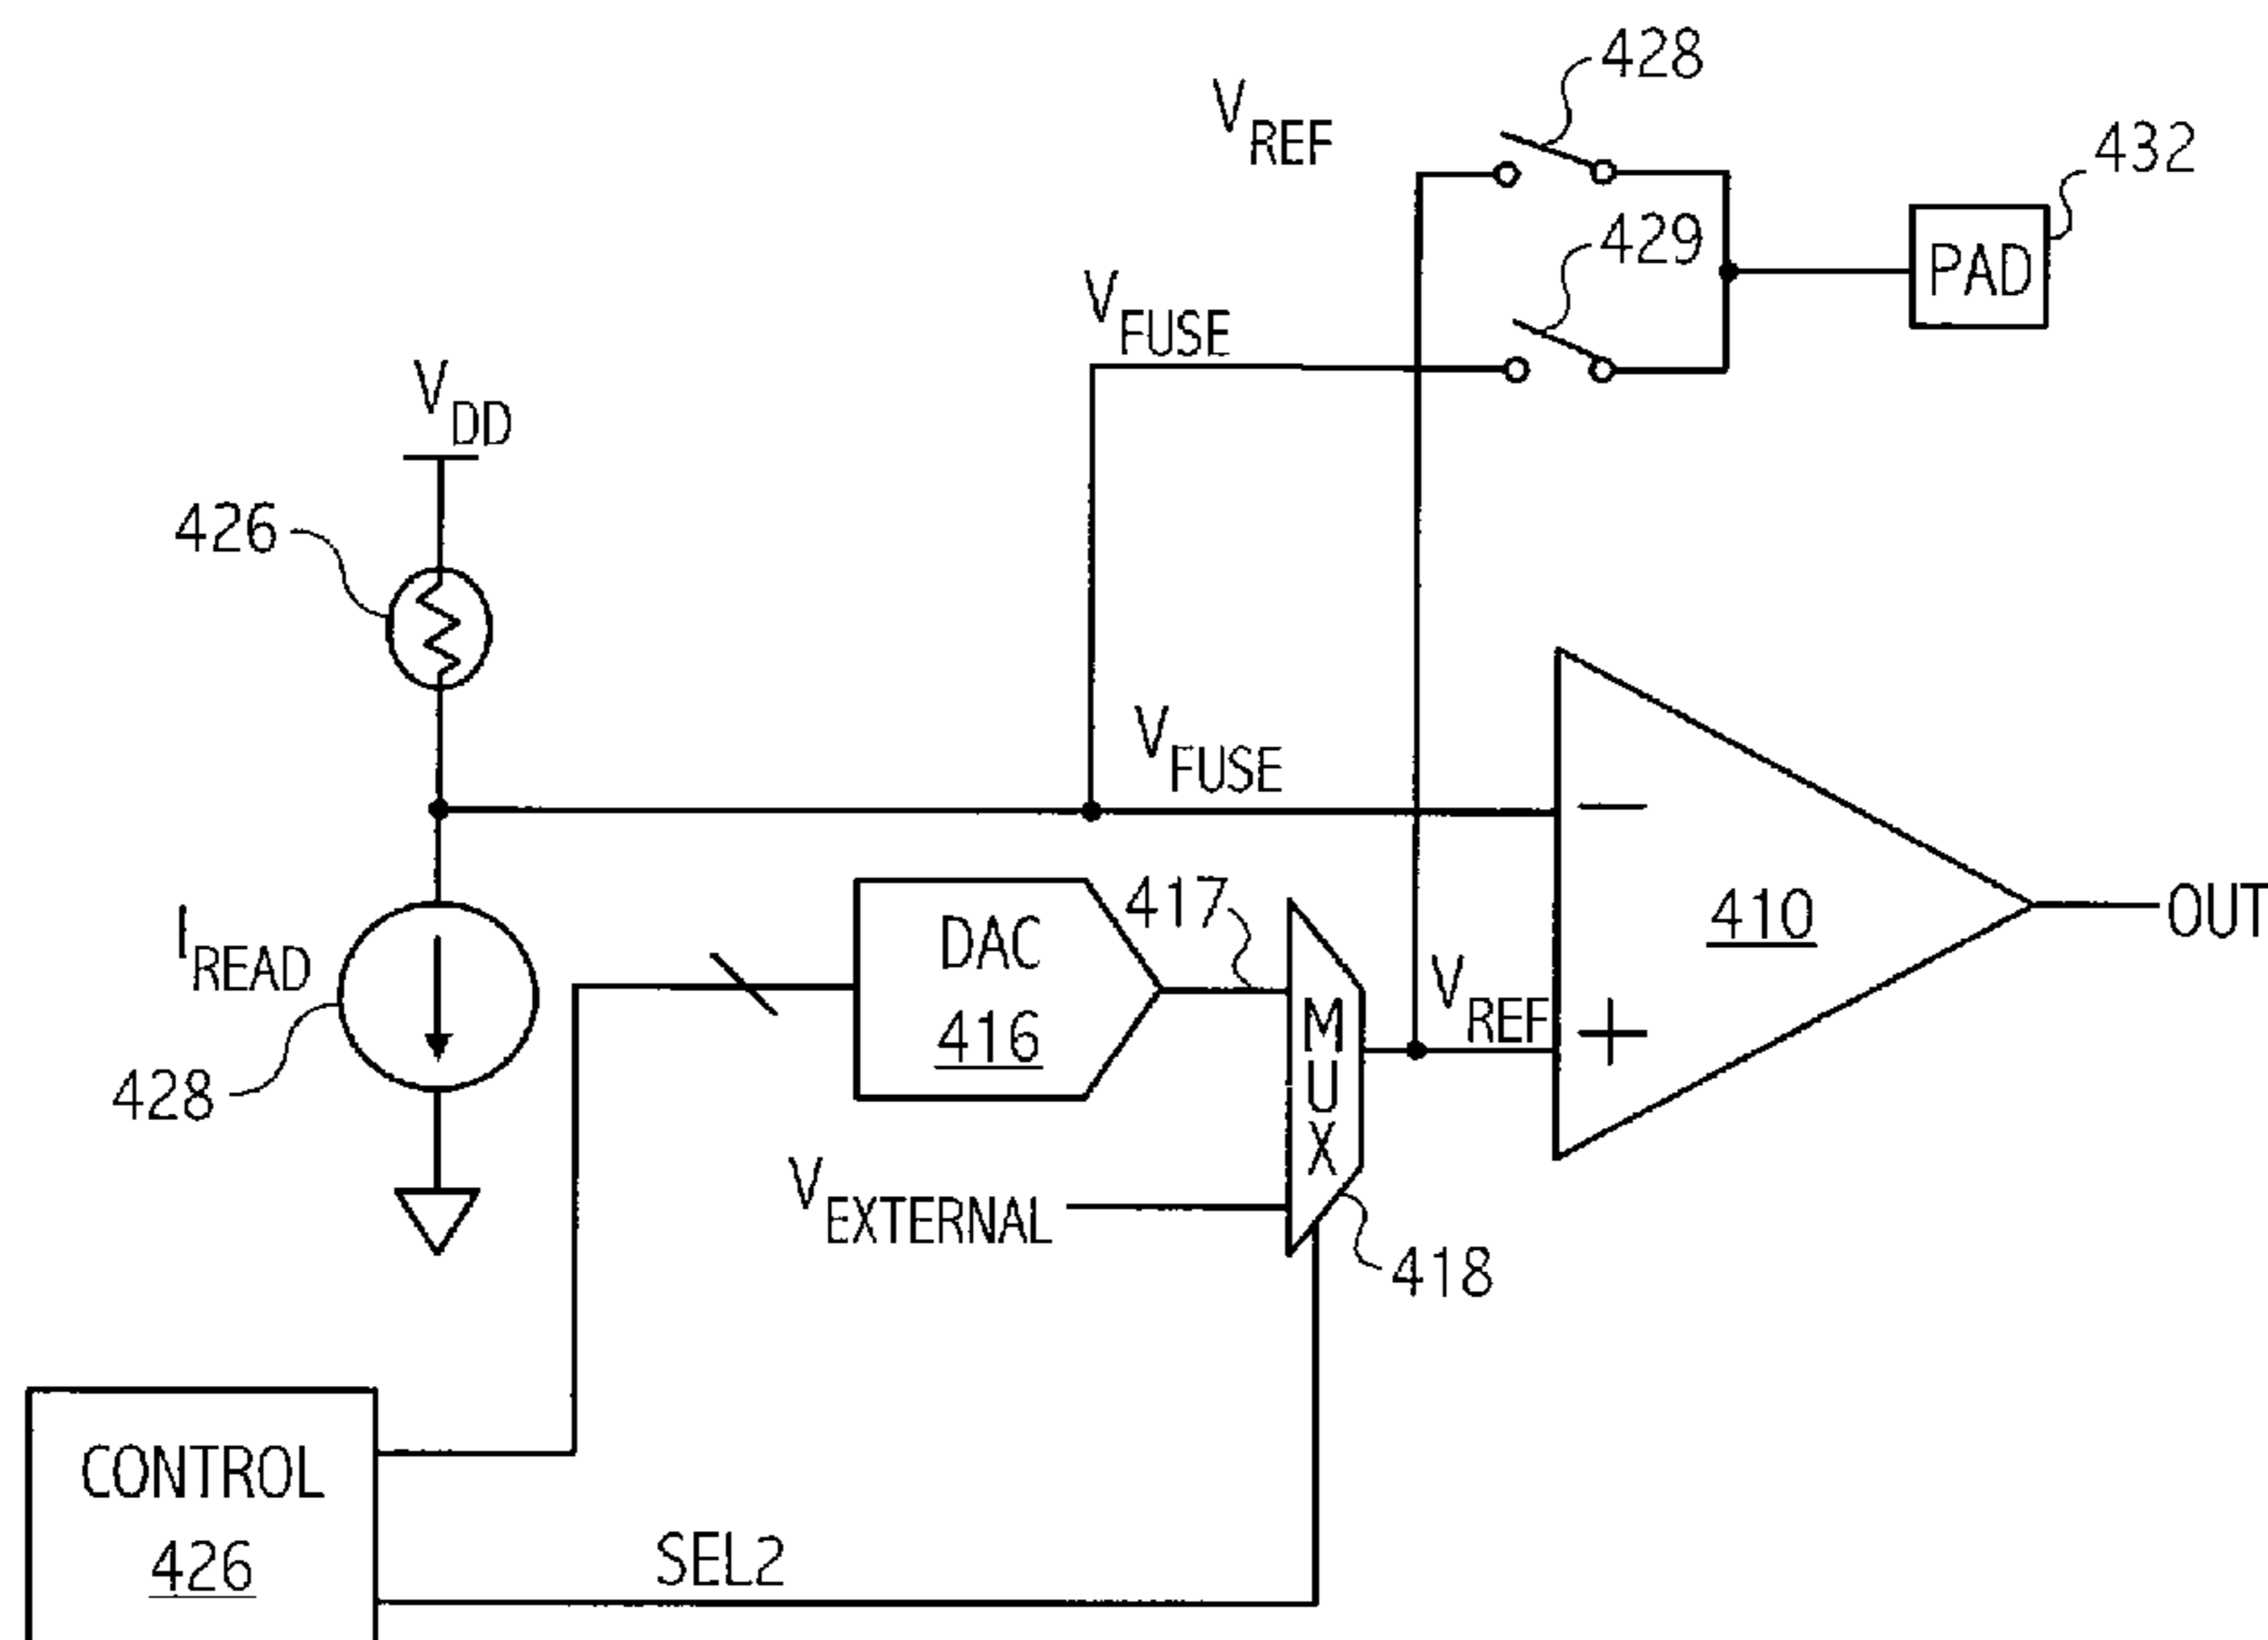 428
VREF
432
429
PAD
VFUSE
VDD
426
VFUSE
IREAD
DAC
417
410
OUT
416
VREF
MUX
428
VEXTERNAL
418
CONTROL
426
SEL2